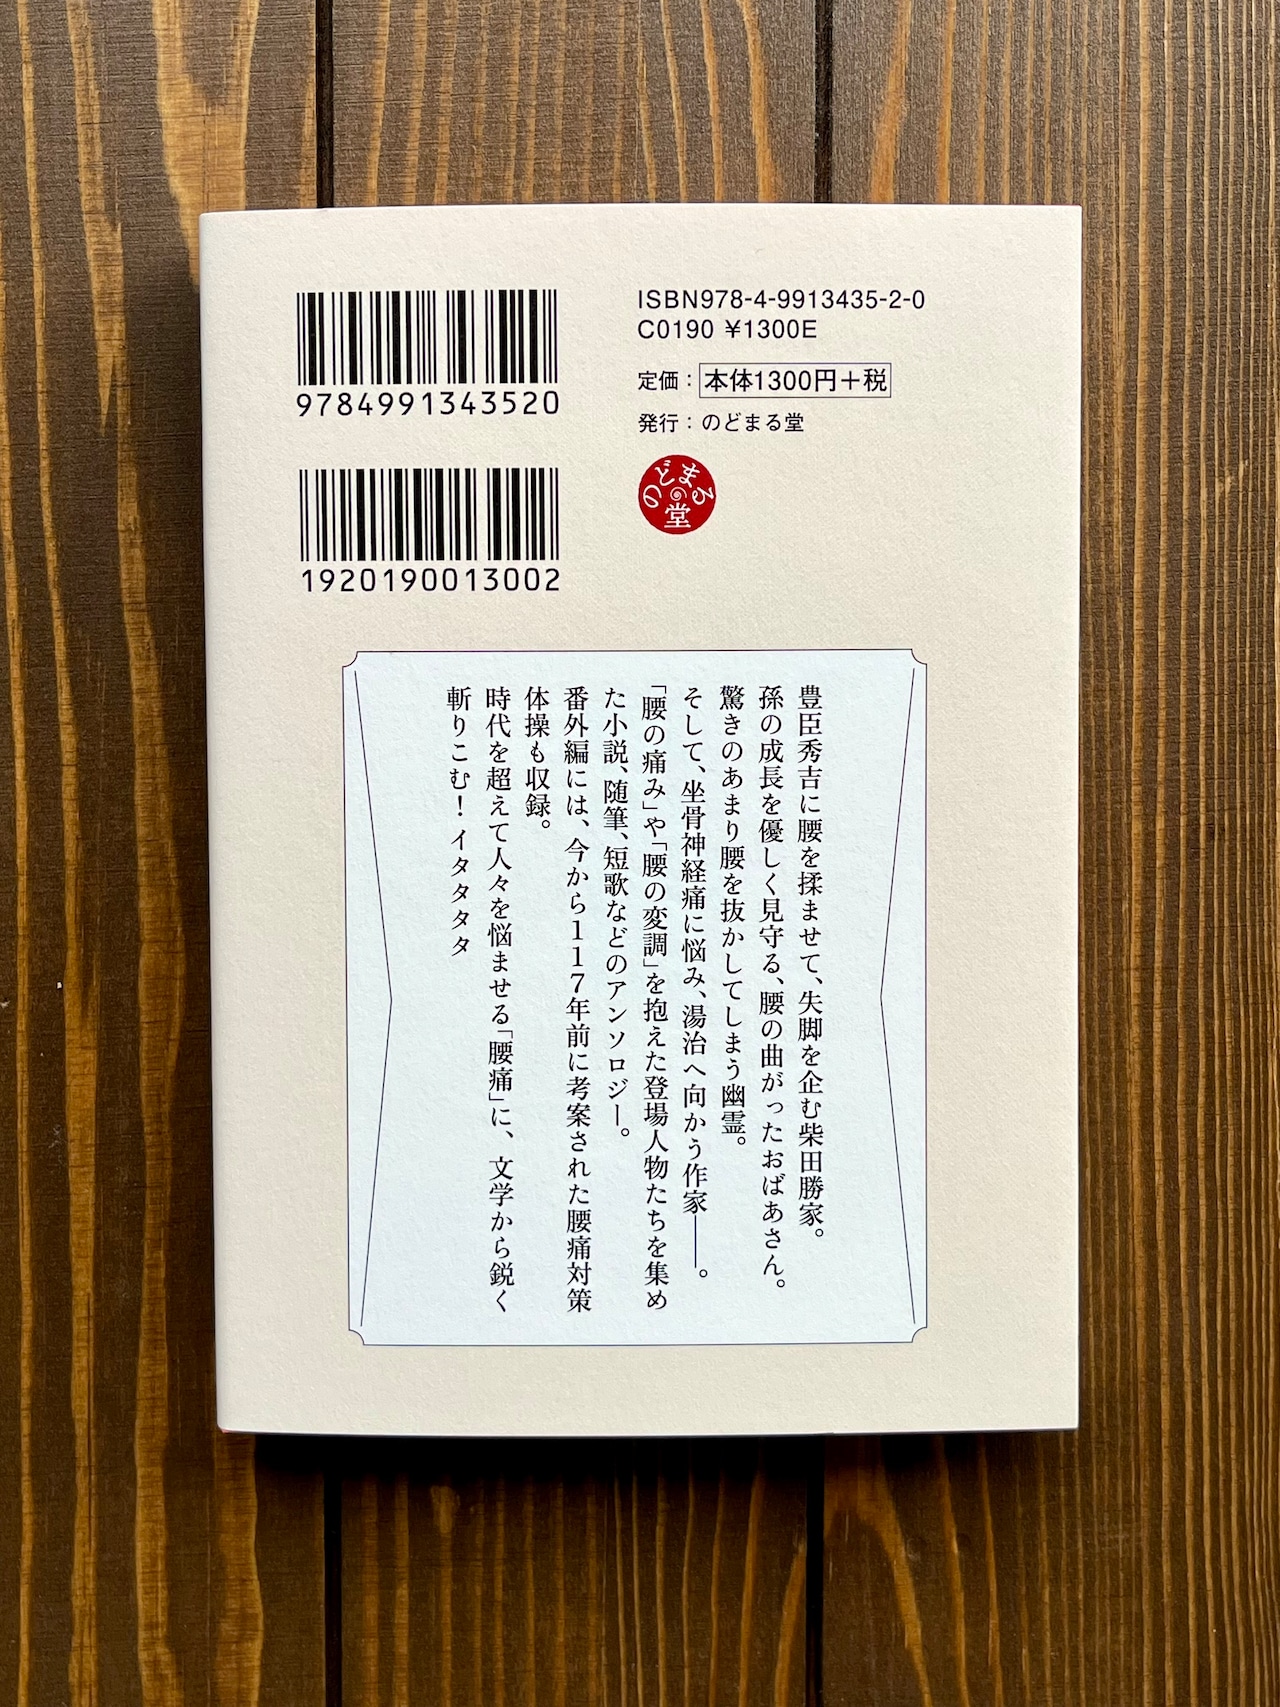 9784991343520
1920190013002
ISBN978-4-9913435-2-0
C0190 ¥1300E
定価：本体1300円+税
発行：のどまる堂
のどまる堂
豊臣秀吉に腰を揉ませて、失脚を企む柴田勝家。
孫の成長を優しく見守る、腰の曲がったおばあさん。
驚きのあまり腰を抜かしてしまう幽霊。
そして、坐骨神経痛に悩み、湯治へ向かう作家――。
「腰の痛み」や「腰の変調」を抱えた登場人物たちを集め
た小説、随筆、短歌などのアンソロジー。
番外編には、今から117年前に考案された腰痛対策
体操も収録。
時代を超えて人々を悩ませる「腰痛」に、文学から鋭く
斬りこむ！イタタタタ